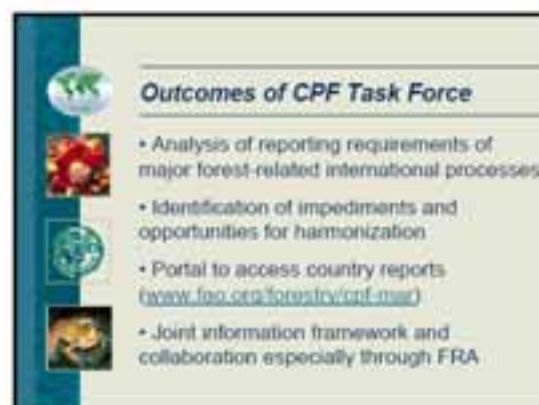 Outcomes of CPF Task Force
• Analysis of reporting requirements of
major forest-related international processes
• Identification of impediments and
opportunities for harmonization
• Portal to access country reports
(www.fao.org/forestry/cpf-mar)
• Joint information framework and
collaboration especially through FRA